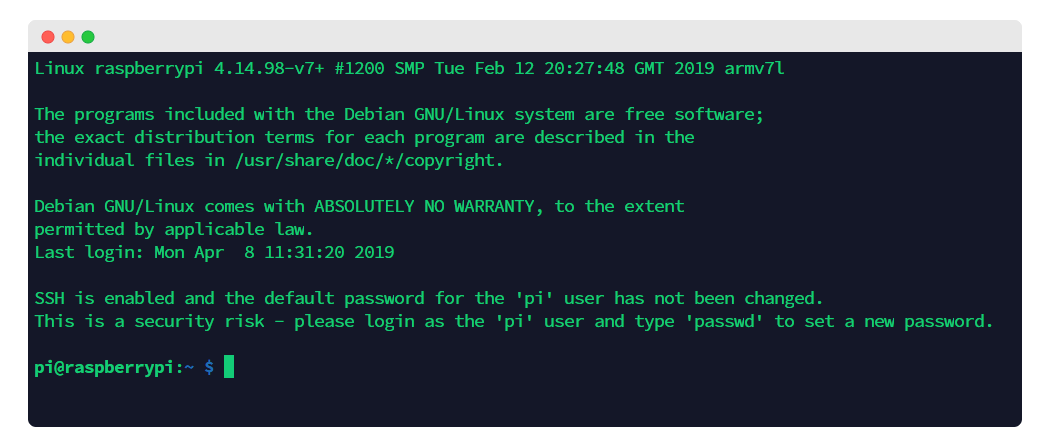 Linux raspberrypi 4.14.98-v7+ #1200 SMP Tue Feb 12 20:27:48 GMT 2019 armv7l
The programs included with the Debian GNU/Linux system are free software;
the exact distribution terms for each program are described in the
individual files in /usr/share/doc/*/copyright.
Debian GNU/Linux comes with ABSOLUTELY NO WARRANTY, to the extent
permitted by applicable law.
Last login: Mon Apr  8 11:31:20 2019
SSH is enabled and the default password for the 'pi' user has not been changed.
This is a security risk – please login as the 'pi' user and type 'passwd' to set a new password.
pi@raspberrypi:~ $